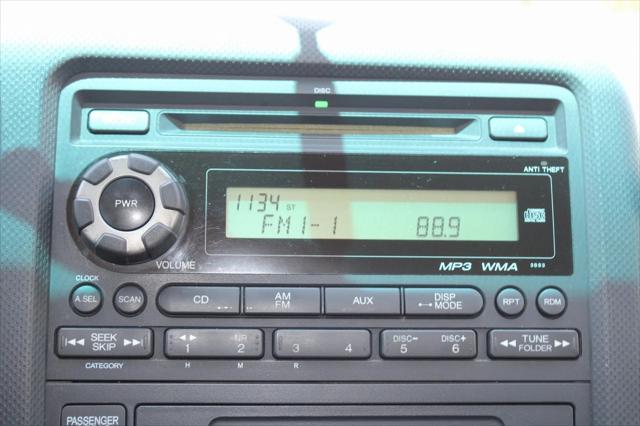 DISC
ANTI THEFT
PWR
VOLUME
1134 ST
FM1-1 88.9
MP3 WMA
CLOCK
A.SEL
SCAN
CD
AM
FM
AUX
DISP
MODE
RPT
RDM
SEEK
SKIP
CATEGORY
1
2
3
4
DISC-
5
DISC+
6
TUNE
FOLDER
H
M
R
PASSENGER